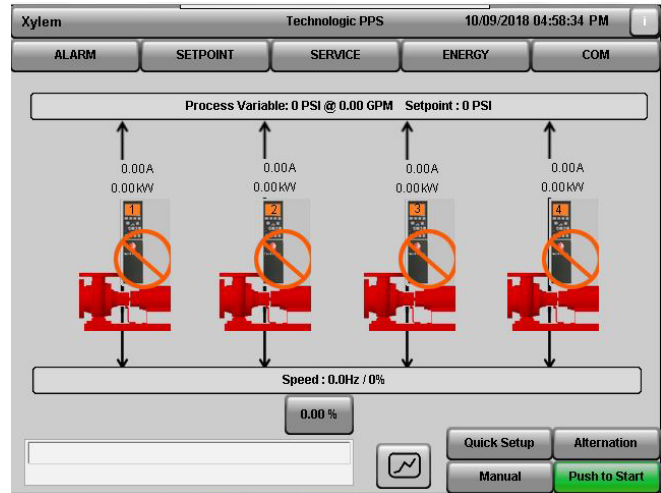 Xylem Technologic PPS 10/09/2018 04:58:34 PM i
ALARM SETPOINT SERVICE ENERGY COM
Process Variable: 0 PSI @ 0.00 GPM Setpoint : 0 PSI
0.00A 0.00A 0.00A 0.00A
0.00kW 0.00kW 0.00kW 0.00kW
1 2 3 4
Speed : 0.0Hz / 0%
0.00 %
Quick Setup Alternation
Manual Push to Start